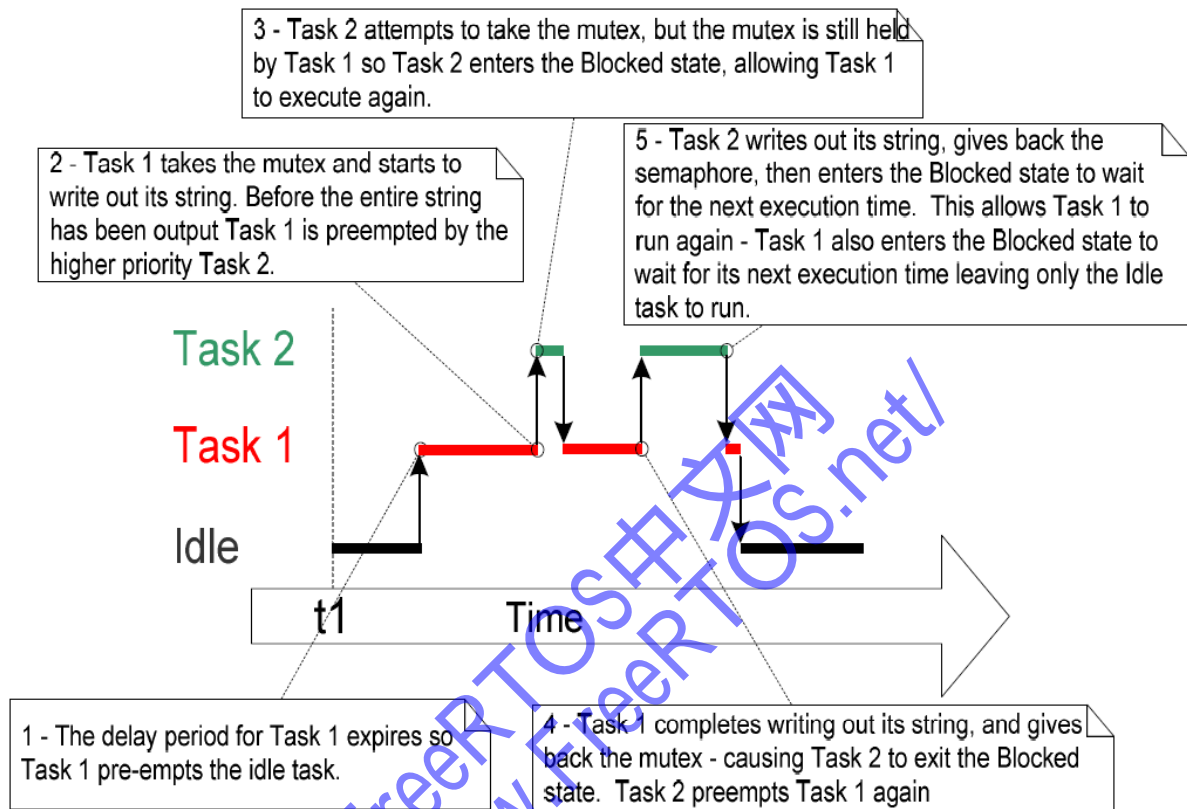 3 - Task 2 attempts to take the mutex, but the mutex is still held
by Task 1 so Task 2 enters the Blocked state, allowing Task 1
to execute again.
2 - Task 1 takes the mutex and starts to
write out its string. Before the entire string
has been output Task 1 is preempted by the
higher priority Task 2.
5 - Task 2 writes out its string, gives back the
semaphore, then enters the Blocked state to wait
for the next execution time. This allows Task 1 to
run again - Task 1 also enters the Blocked state to
wait for its next execution time leaving only the Idle
task to run.
Task 2
Task 1
Idle
t1
Time
1 - The delay period for Task 1 expires so
Task 1 pre-empts the idle task.
4 - Task 1 completes writing out its string, and gives
back the mutex - causing Task 2 to exit the Blocked
state. Task 2 preempts Task 1 again
FreeRTOS中文网
www.FreeRTOS.net/